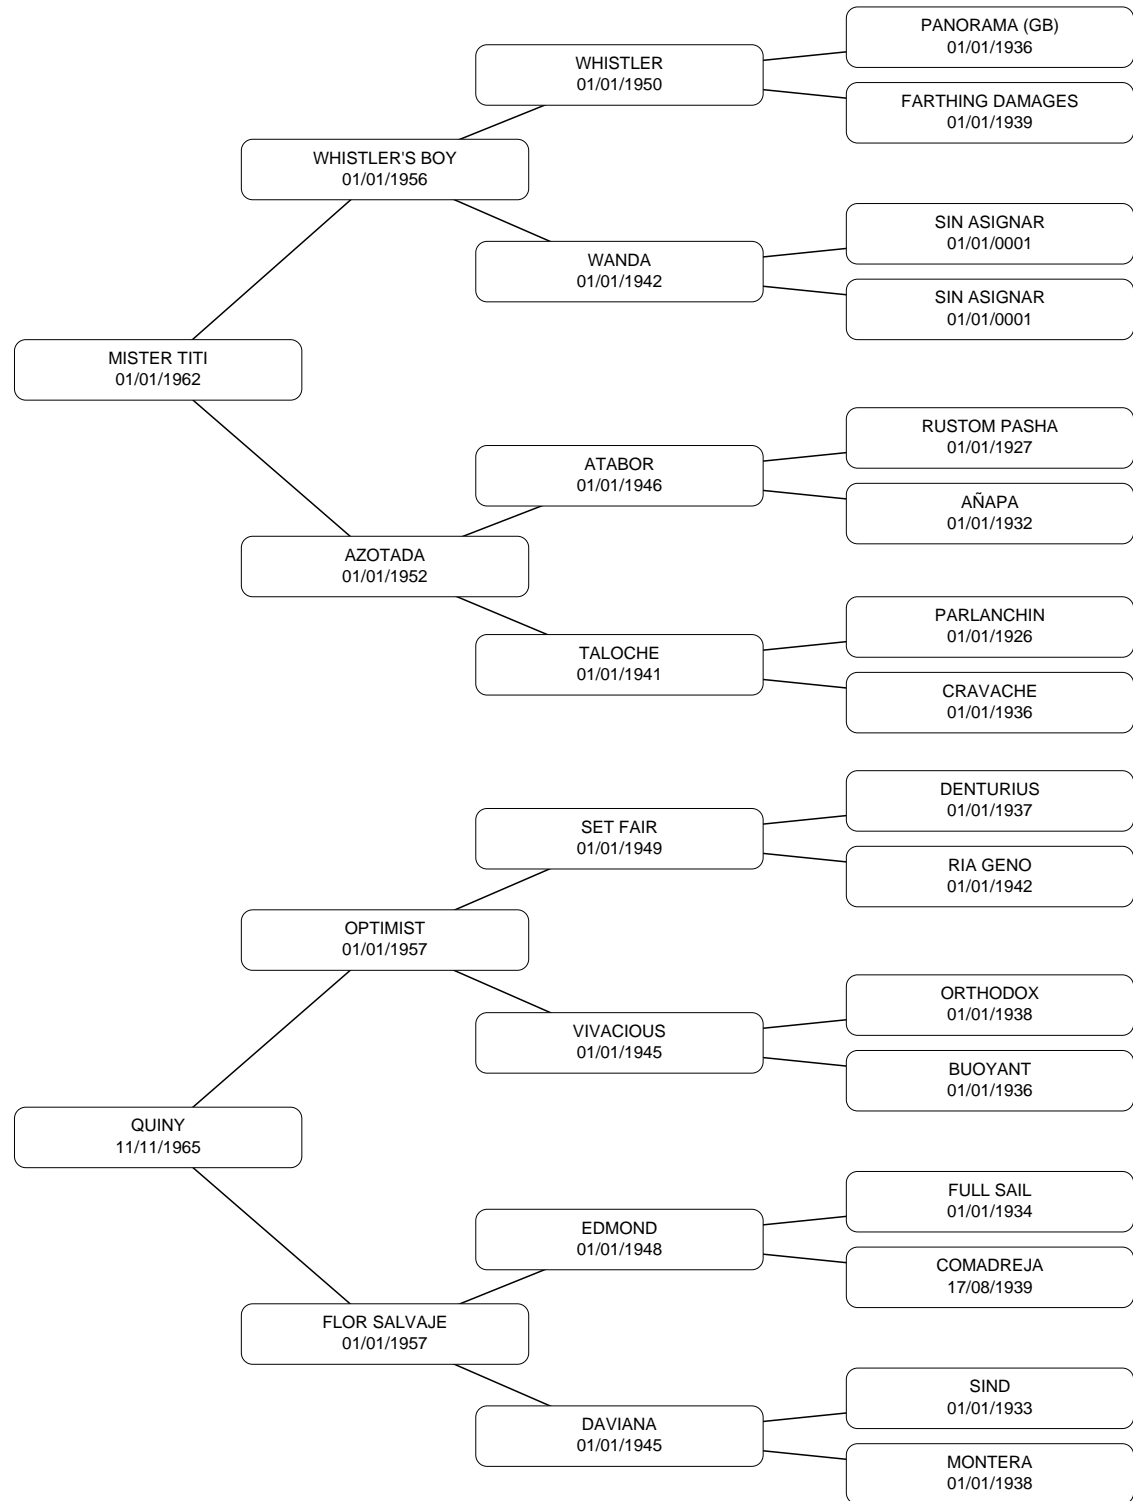 PANORAMA (GB)
01/01/1936
WHISTLER
01/01/1950
FARTHING DAMAGES
01/01/1939
WHISTLER'S BOY
01/01/1956
SIN ASIGNAR
01/01/0001
WANDA
01/01/1942
SIN ASIGNAR
01/01/0001
MISTER TITI
01/01/1962
RUSTOM PASHA
01/01/1927
ATABOR
01/01/1946
AÑAPA
01/01/1932
AZOTADA
01/01/1952
PARLANCHIN
01/01/1926
TALOCHE
01/01/1941
CRAVACHE
01/01/1936
DENTURIUS
01/01/1937
SET FAIR
01/01/1949
RIA GENO
01/01/1942
OPTIMIST
01/01/1957
ORTHODOX
01/01/1938
VIVACIOUS
01/01/1945
BUOYANT
01/01/1936
QUINY
11/11/1965
FULL SAIL
01/01/1934
EDMOND
01/01/1948
COMADREJA
17/08/1939
FLOR SALVAJE
01/01/1957
SIND
01/01/1933
DAVIANA
01/01/1945
MONTERA
01/01/1938